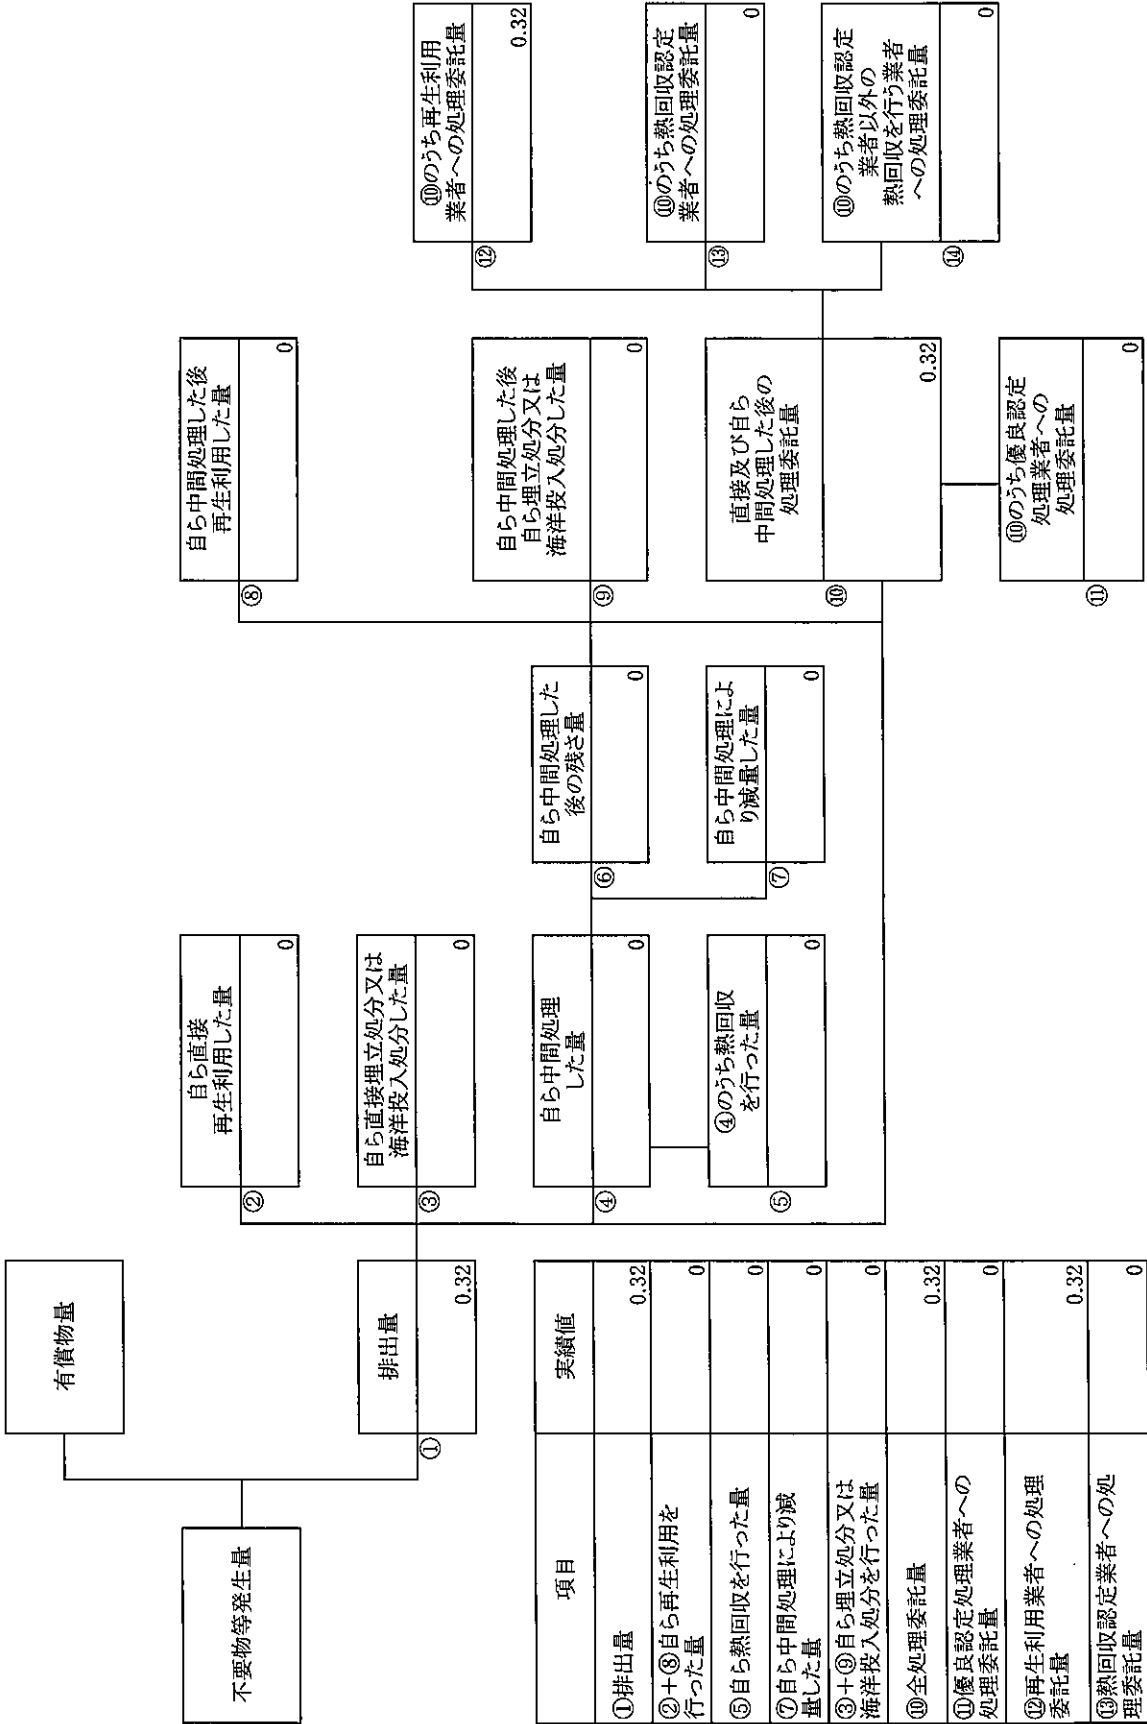 不要物等発生量
有償物量
①
排出量
0.32
②
自ら直接
再生利用した量
0
③
自ら直接埋立処分又は
海洋投入処分した量
0
④
自ら中間処理
した量
0
⑤
④のうち熱回収
を行った量
0
⑥
自ら中間処理した
後の残さ量
0
⑦
自ら中間処理によ
り減量した量
0
⑧
自ら中間処理した後
再生利用した量
0
⑨
自ら中間処理した後
自ら埋立処分又は
海洋投入処分した量
0
⑩
直接及び自ら
中間処理した後の
処理委託量
0.32
⑪
⑩のうち優良認定
処理業者への
処理委託量
0
⑫
⑩のうち再生利用
業者への処理委託量
0.32
⑬
⑩のうち熱回収認定
業者への処理委託量
0
⑭
⑩のうち熱回収認定
業者以外の
熱回収を行う業者
への処理委託量
0
項目 実績値
①排出量 0.32
②+⑧自ら再生利用を
行った量 0
⑤自ら熱回収を行った量 0
⑦自ら中間処理により減
量した量 0
③+⑨自ら埋立処分又は
海洋投入処分を行った量 0
⑩全処理委託量 0.32
⑪優良認定処理業者への
処理委託量 0
⑫再生利用業者への処理
委託量 0.32
⑬熱回収認定業者への処
理委託量 0